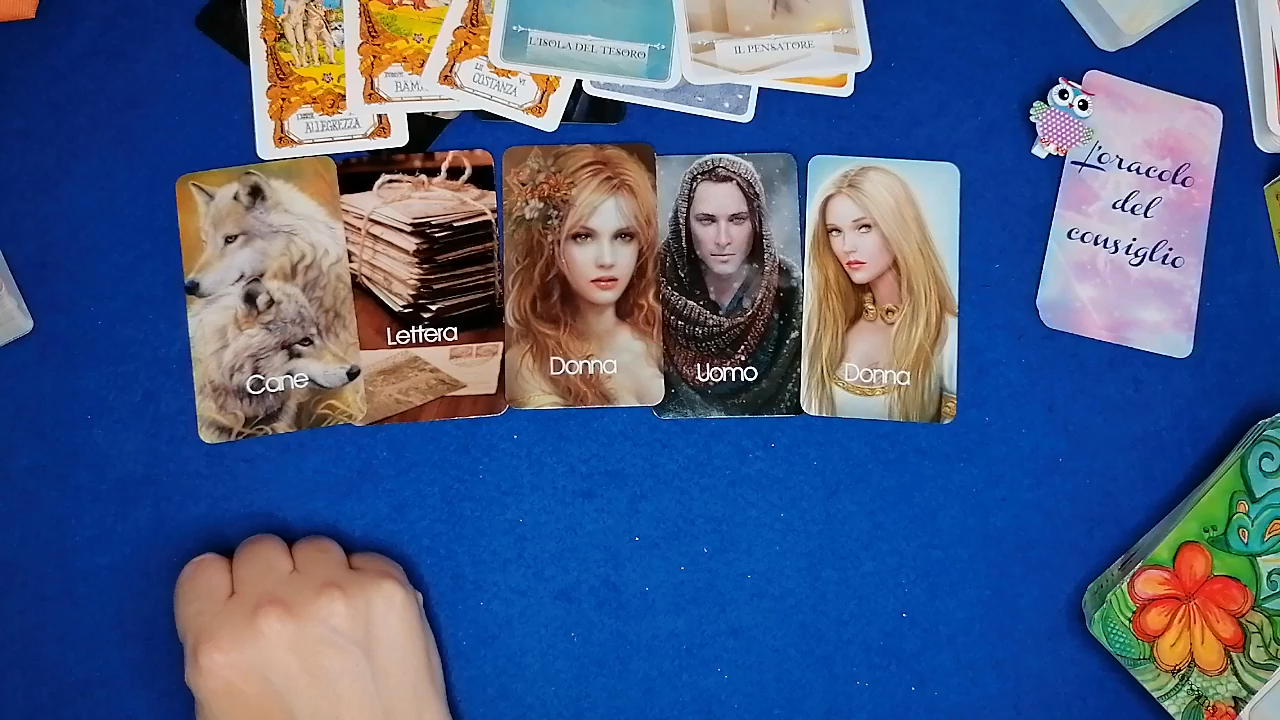 L'ISOLA DEL TESORO
IL PENSATORE
COSTANZA
ALLEGREZZA
L'oracolo
del
consiglio
Cane
Lettera
Donna
Uomo
Donna